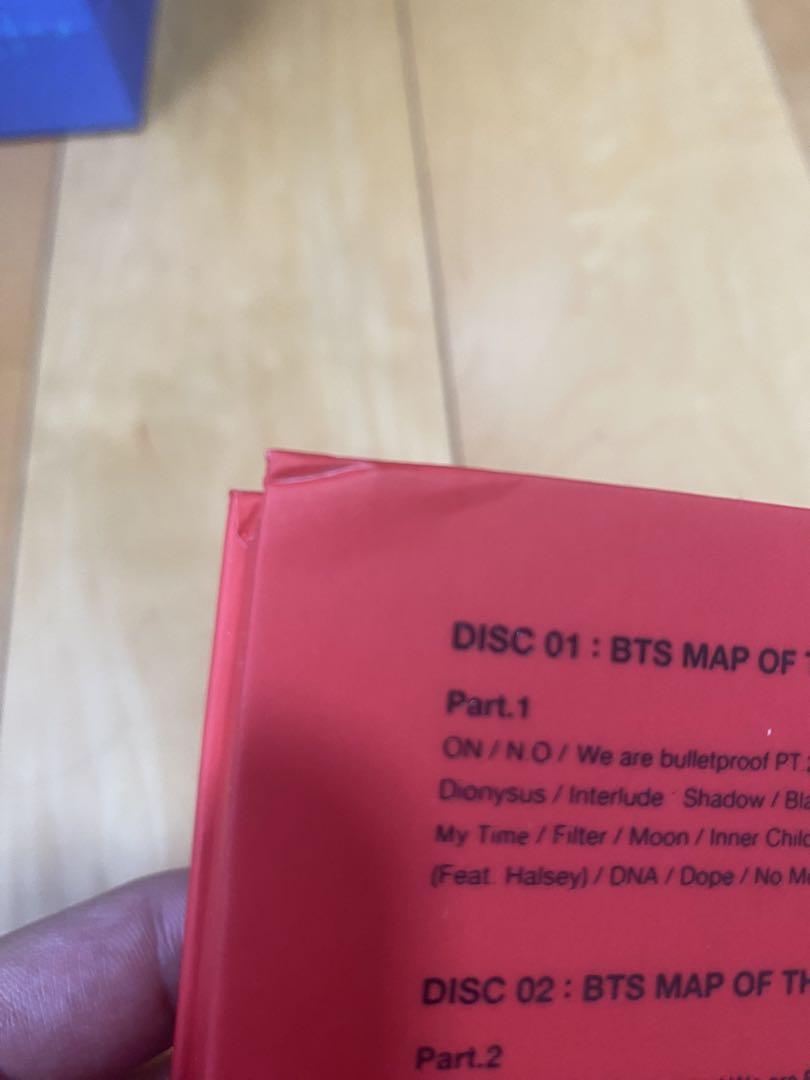 DISC 01 : BTS MAP OF
Part.1
ON / N.O / We are bulletproof PT.
Dionysus / Interlude Shadow /
My Time / Filter / Moon / Inner
(Feat. Halsey) / DNA / Dope / No
DISC 02 : BTS MAP OF
Part.2